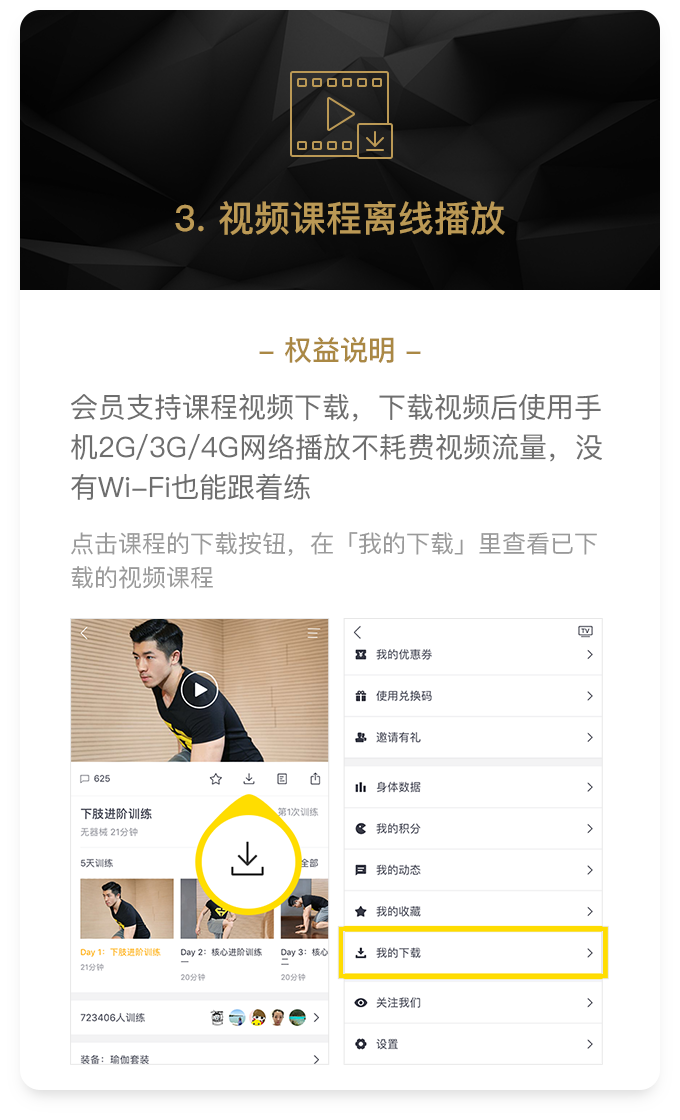 3. 视频课程离线播放
– 权益说明 –
会员支持课程视频下载，下载视频后使用手
机2G/3G/4G网络播放不耗费视频流量，没
有Wi–Fi也能跟着练
点击课程的下载按钮，在「我的下载」里查看已下
载的视频课程
625
下肢进阶训练
第1次训练
无器械 21分钟
5天训练
全部
Day 1：下肢进阶训练
21分钟
Day 2：核心进阶训练
一
20分钟
Day 3：核心
二
20分钟
723406人训练
装备：瑜伽套装
TV
我的优惠券
使用兑换码
邀请有礼
身体数据
我的积分
我的动态
我的收藏
我的下载
关注我们
设置